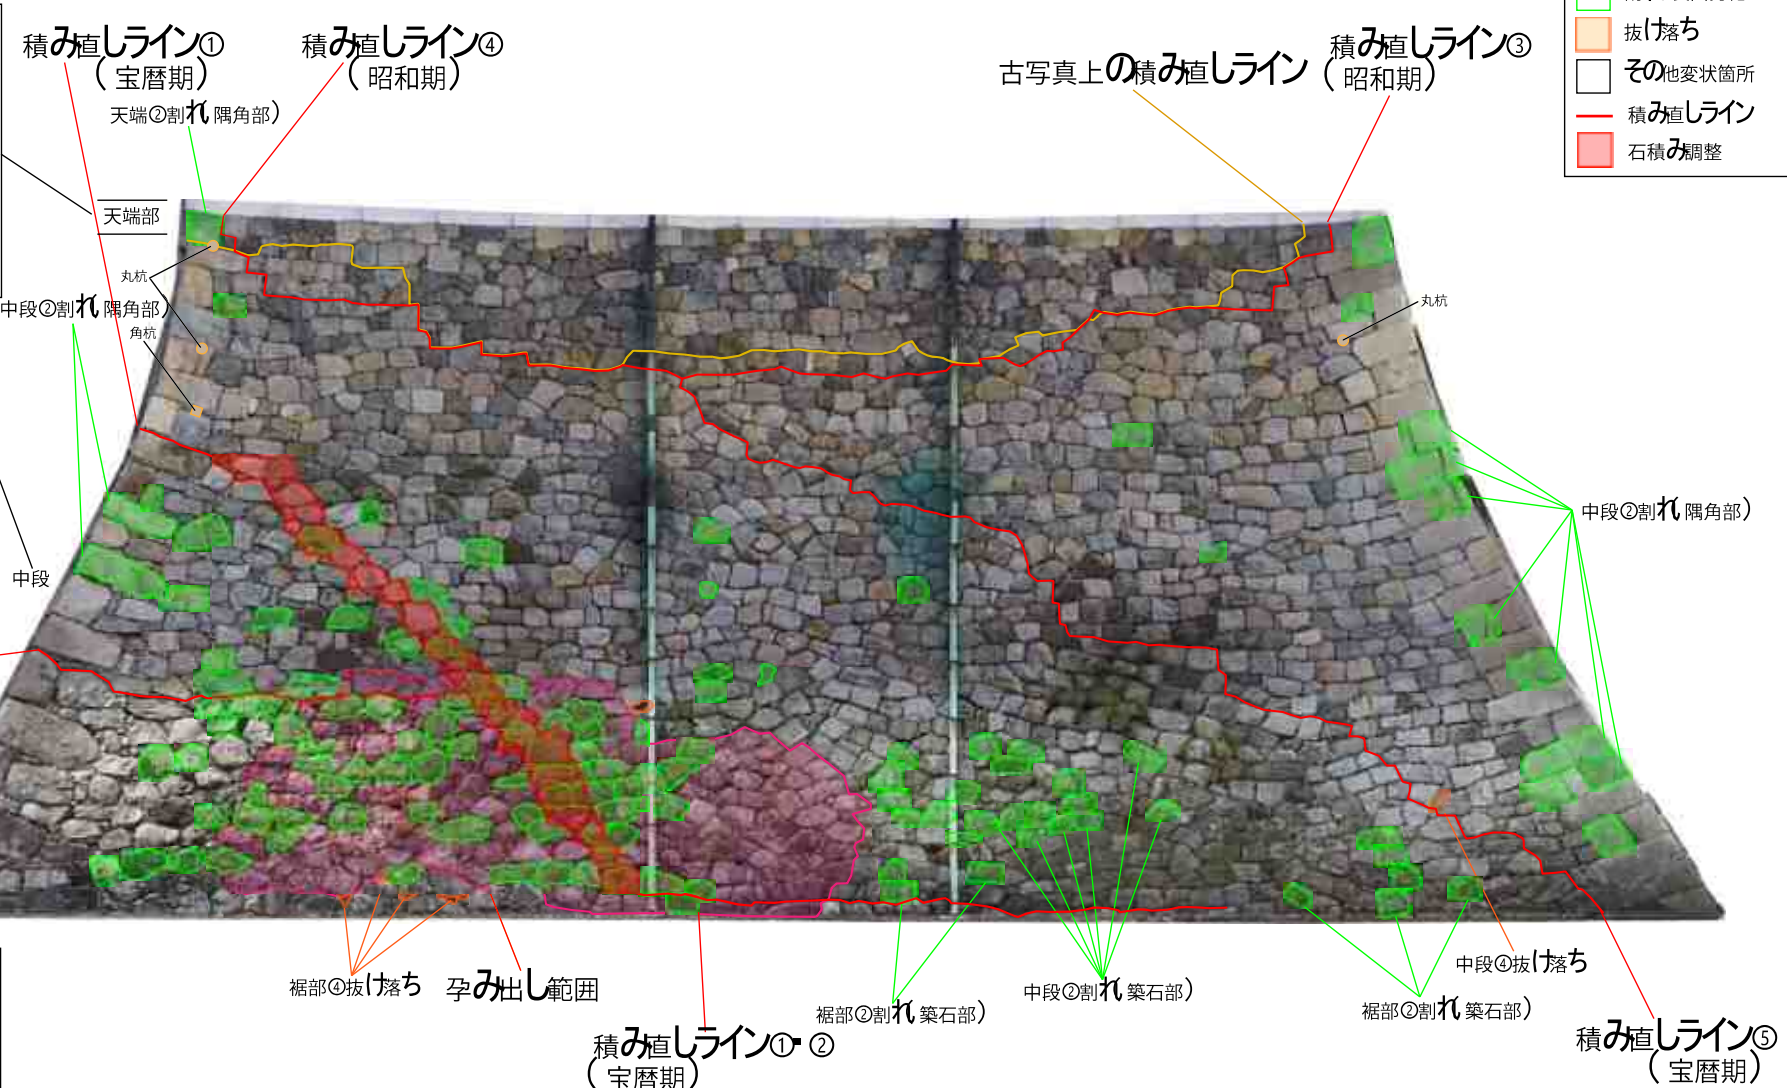 積み直しライン①
(宝暦期)
積み直しライン④
(昭和期)
天端②割れ 隅角部)
古写真上の積み直しライン
積み直しライン③
(昭和期)
抜け落ち
その他変状箇所
積み直しライン
石積み調整
天端部
丸杭
中段②割れ 隅角部)
角杭
丸杭
中段②割れ 隅角部)
中段
裾部④抜け落ち
孕み出し範囲
積み直しライン①・②
(宝暦期)
裾部②割れ 築石部)
中段②割れ 築石部)
中段④抜け落ち
裾部②割れ 築石部)
積み直しライン⑤
(宝暦期)